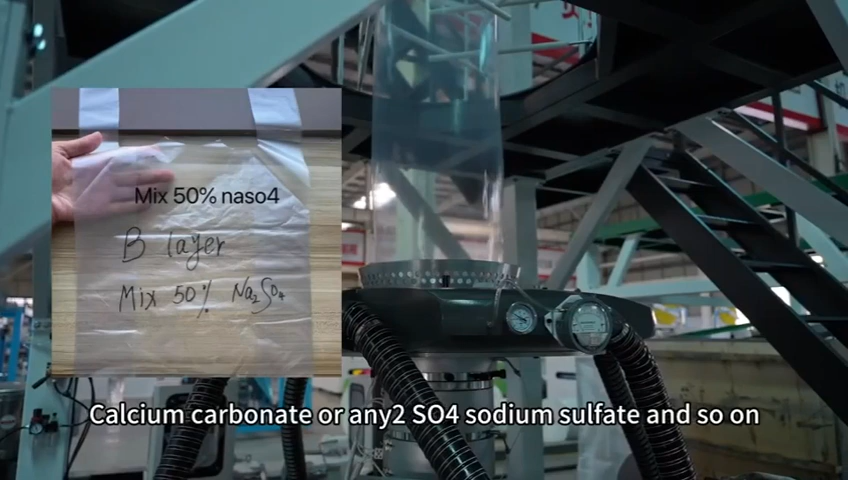 Mix 50% naso4
B layer
Mix 50% Na₂SO₄
Calcium carbonate or any2 SO4 sodium sulfate and so on